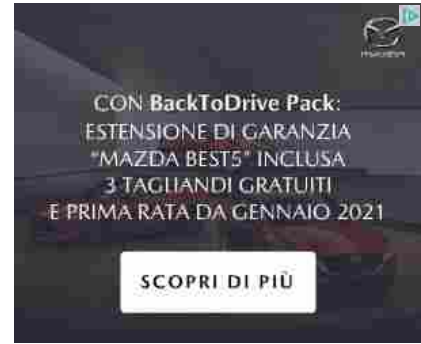 mazda
CON BackToDrive Pack:
ESTENSIONE DI GARANZIA
"MAZDA BEST5" INCLUSA
3 TAGLIANDI GRATUITI
E PRIMA RATA DA GENNAIO 2021
SCOPRI DI PIÙ